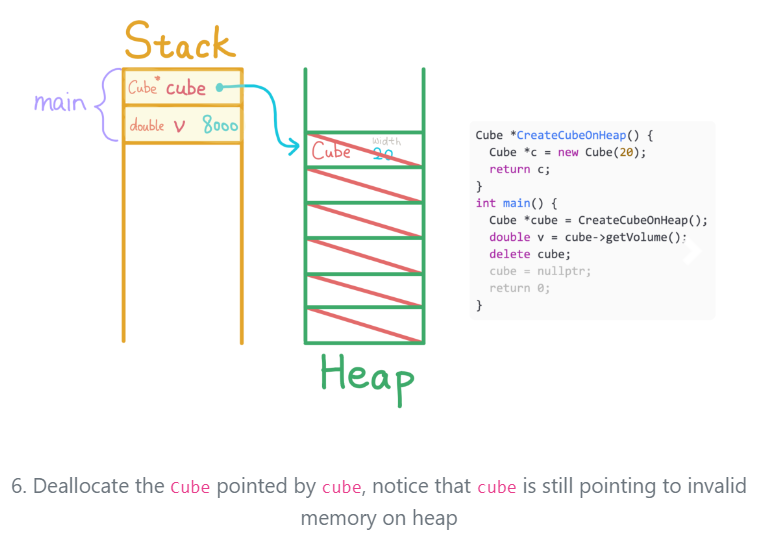 Stack
main
Cube* cube
double v 8000
Width
Cube 20
Heap
Cube *CreateCubeOnHeap() {
  Cube *c = new Cube(20);
  return c;
}
int main() {
  Cube *cube = CreateCubeOnHeap();
  double v = cube->getVolume();
  delete cube;
  cube = nullptr;
  return 0;
}
6. Deallocate the Cube pointed by cube, notice that cube is still pointing to invalid
memory on heap